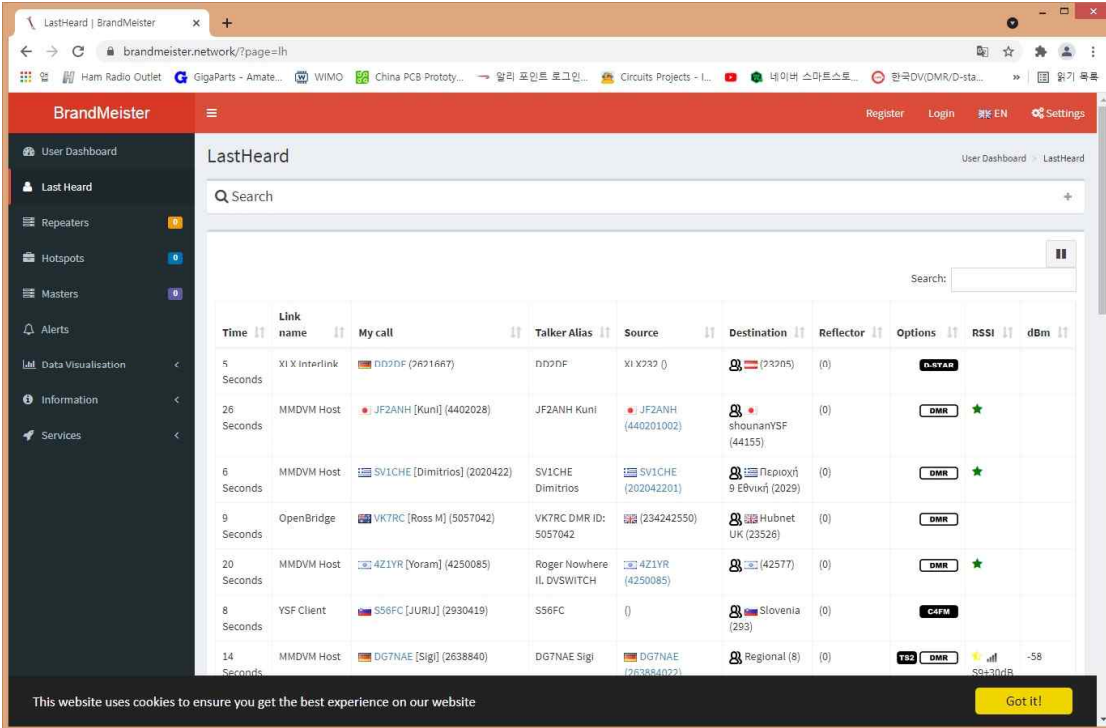 LastHeard | BrandMeister
brandmeister.network/?page=lh
앱 Ham Radio Outlet GigaParts - Amate... WIMO China PCB Prototy... 알리 포인트 로그인... Circuits Projects - I... 네이버 스마트스토... 한국DV(DMR/D-sta... » 읽기 목록
BrandMeister Register Login EN Settings
User Dashboard
Last Heard
Repeaters 0
Hotspots 0
Masters 0
Alerts
Data Visualisation
Information
Services
LastHeard User Dashboard > LastHeard
Search +
Search:
Time Link name My call Talker Alias Source Destination Reflector Options RSSI dBm
5 Seconds XLX Interlink DD2DF (2621667) DD2DF XLX232 () (23205) (0) D-STAR
26 Seconds MMDVM Host JF2ANH [Kuni] (4402028) JF2ANH Kuni JF2ANH (440201002) shounanYSF (44155) (0) DMR
6 Seconds MMDVM Host SV1CHE [Dimitrios] (2020422) SV1CHE Dimitrios SV1CHE (202042201) Περιοχή 9 Εθνική (2029) (0) DMR
9 Seconds OpenBridge VK7RC [Ross M] (5057042) VK7RC DMR ID: 5057042 (234242550) Hubnet UK (23526) (0) DMR
20 Seconds MMDVM Host 4Z1YR [Yoram] (4250085) Roger Nowhere Il. DVSWITCH 4Z1YR (4250085) (42577) (0) DMR
8 Seconds YSF Client S56FC [JURIJ] (2930419) S56FC () Slovenia (293) (0) C4FM
14 Seconds MMDVM Host DG7NAE [Sigi] (2638840) DG7NAE Sigi DG7NAE (263884022) Regional (8) (0) TS2 DMR S9+30dB -58
This website uses cookies to ensure you get the best experience on our website Got it!